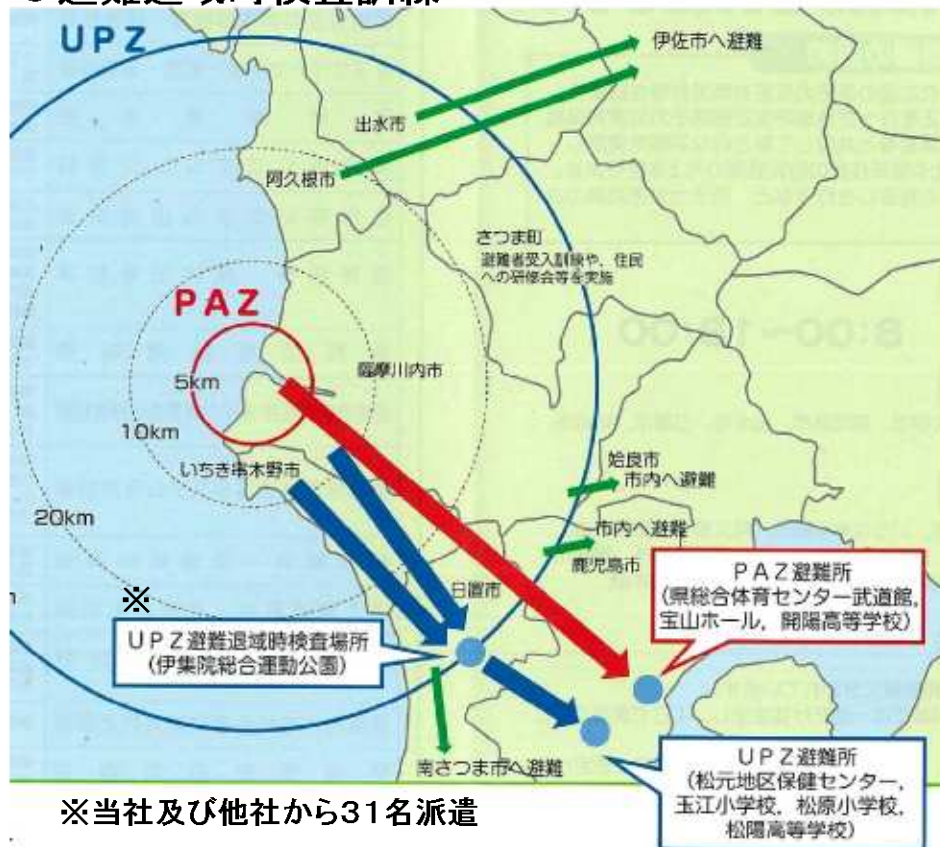 UPZ
伊佐市へ避難
出水市
阿久根市
さつま町
避難者受入訓練や、住民
への研修会等を実施
PAZ
8:00~
5km
薩摩川内市
10km
いちき串木野市
姶良市
市内へ避難
20km
市内へ避難
鹿児島市
※
日置市
PAZ避難所
(県総合体育センター武道館,
宝山ホール,開陽高等学校)
UPZ避難退域時検査場所
(伊集院総合運動公園)
南さつま市へ避難
UPZ避難所
(松元地区保健センター,
玉江小学校,松原小学校,
松陽高等学校)
※当社及び他社から31名派遣